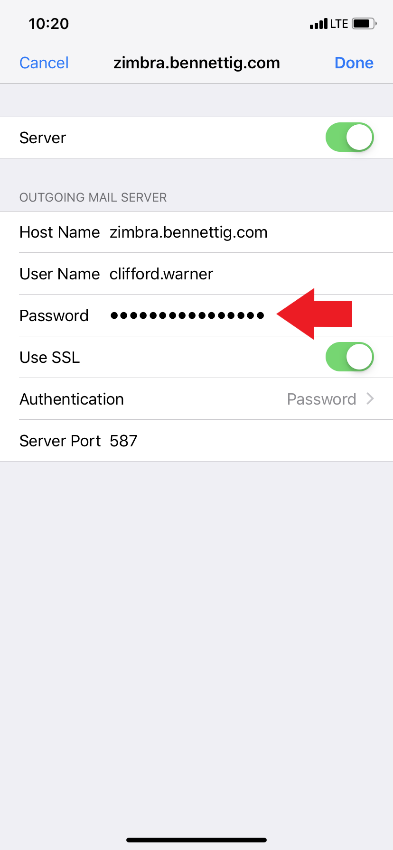 10:20 LTE
Cancel zimbra.bennettig.com Done
Server
OUTGOING MAIL SERVER
Host Name zimbra.bennettig.com
User Name clifford.warner
Password ●●●●●●●●●●●●●●●●
Use SSL
Authentication Password
Server Port 587